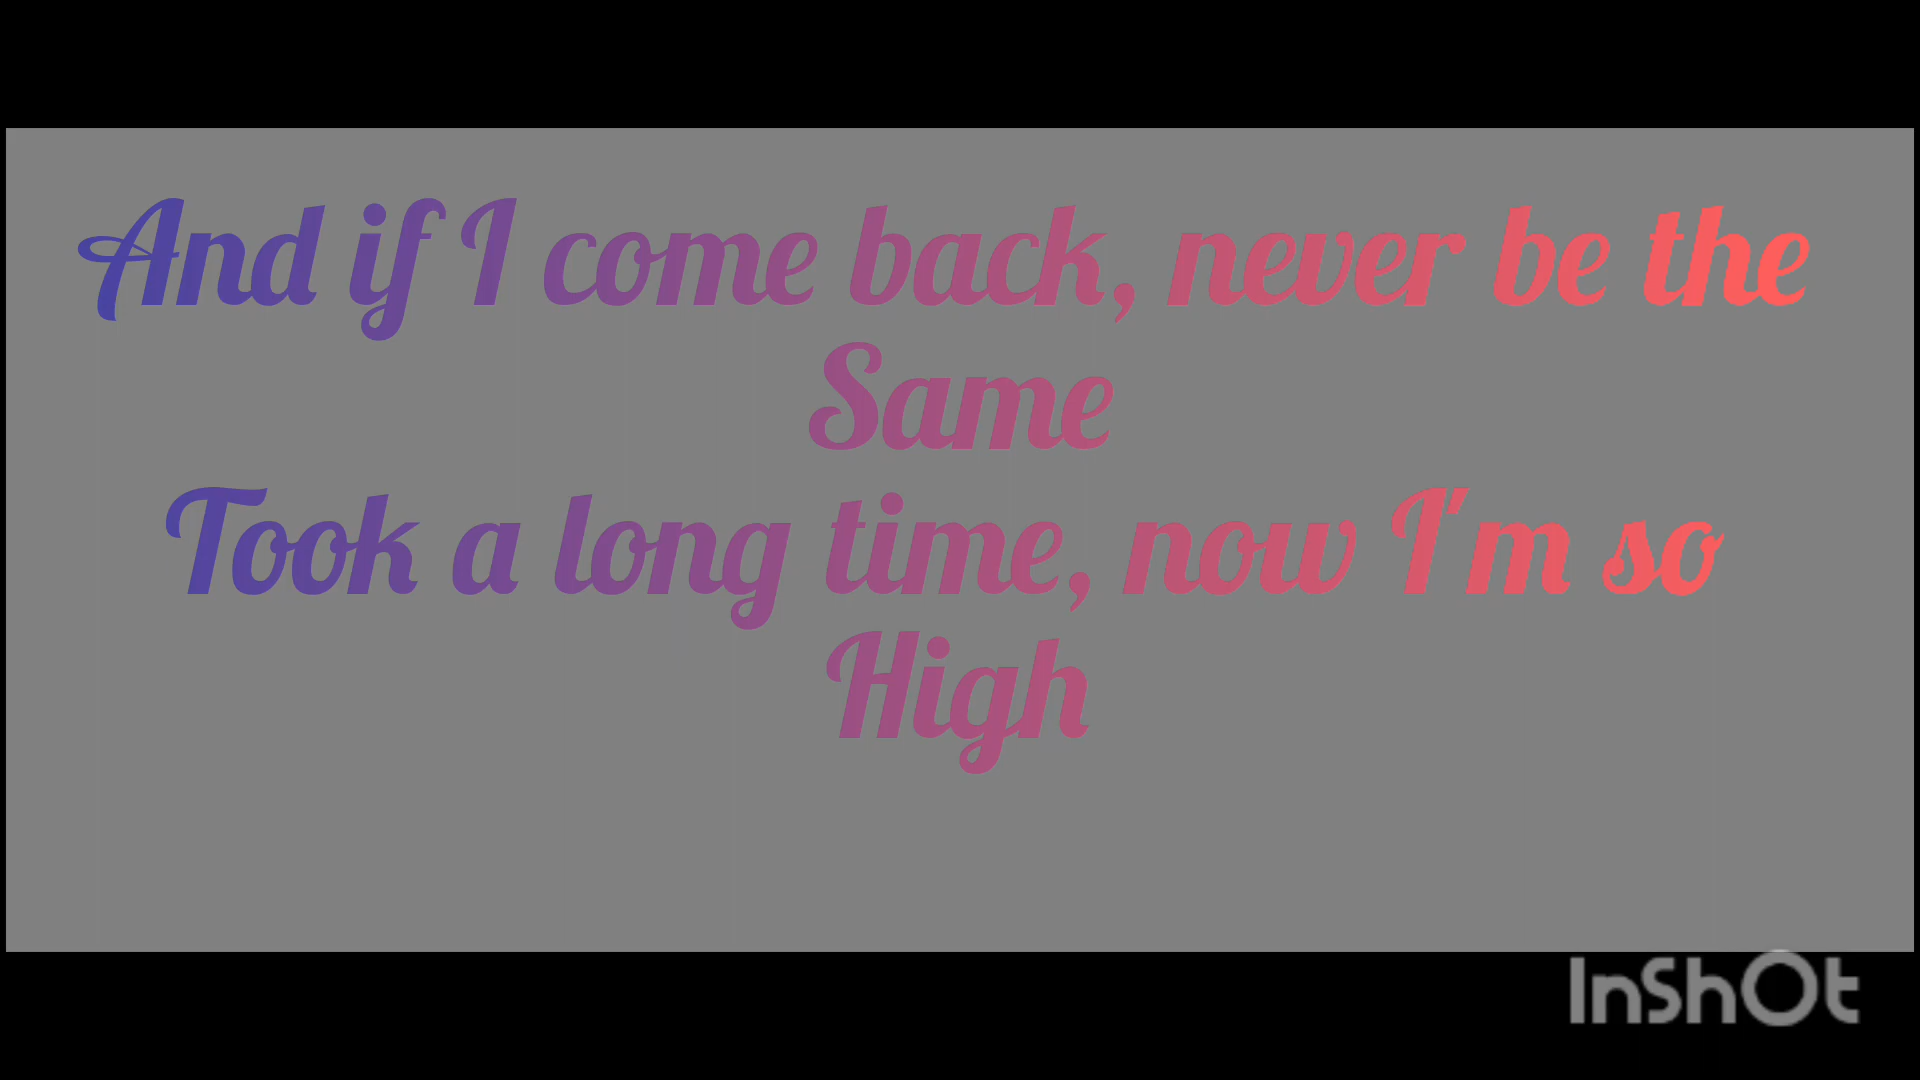 And if I come back, never be the
Same
Took a long time, now I'm so
High
InShOt